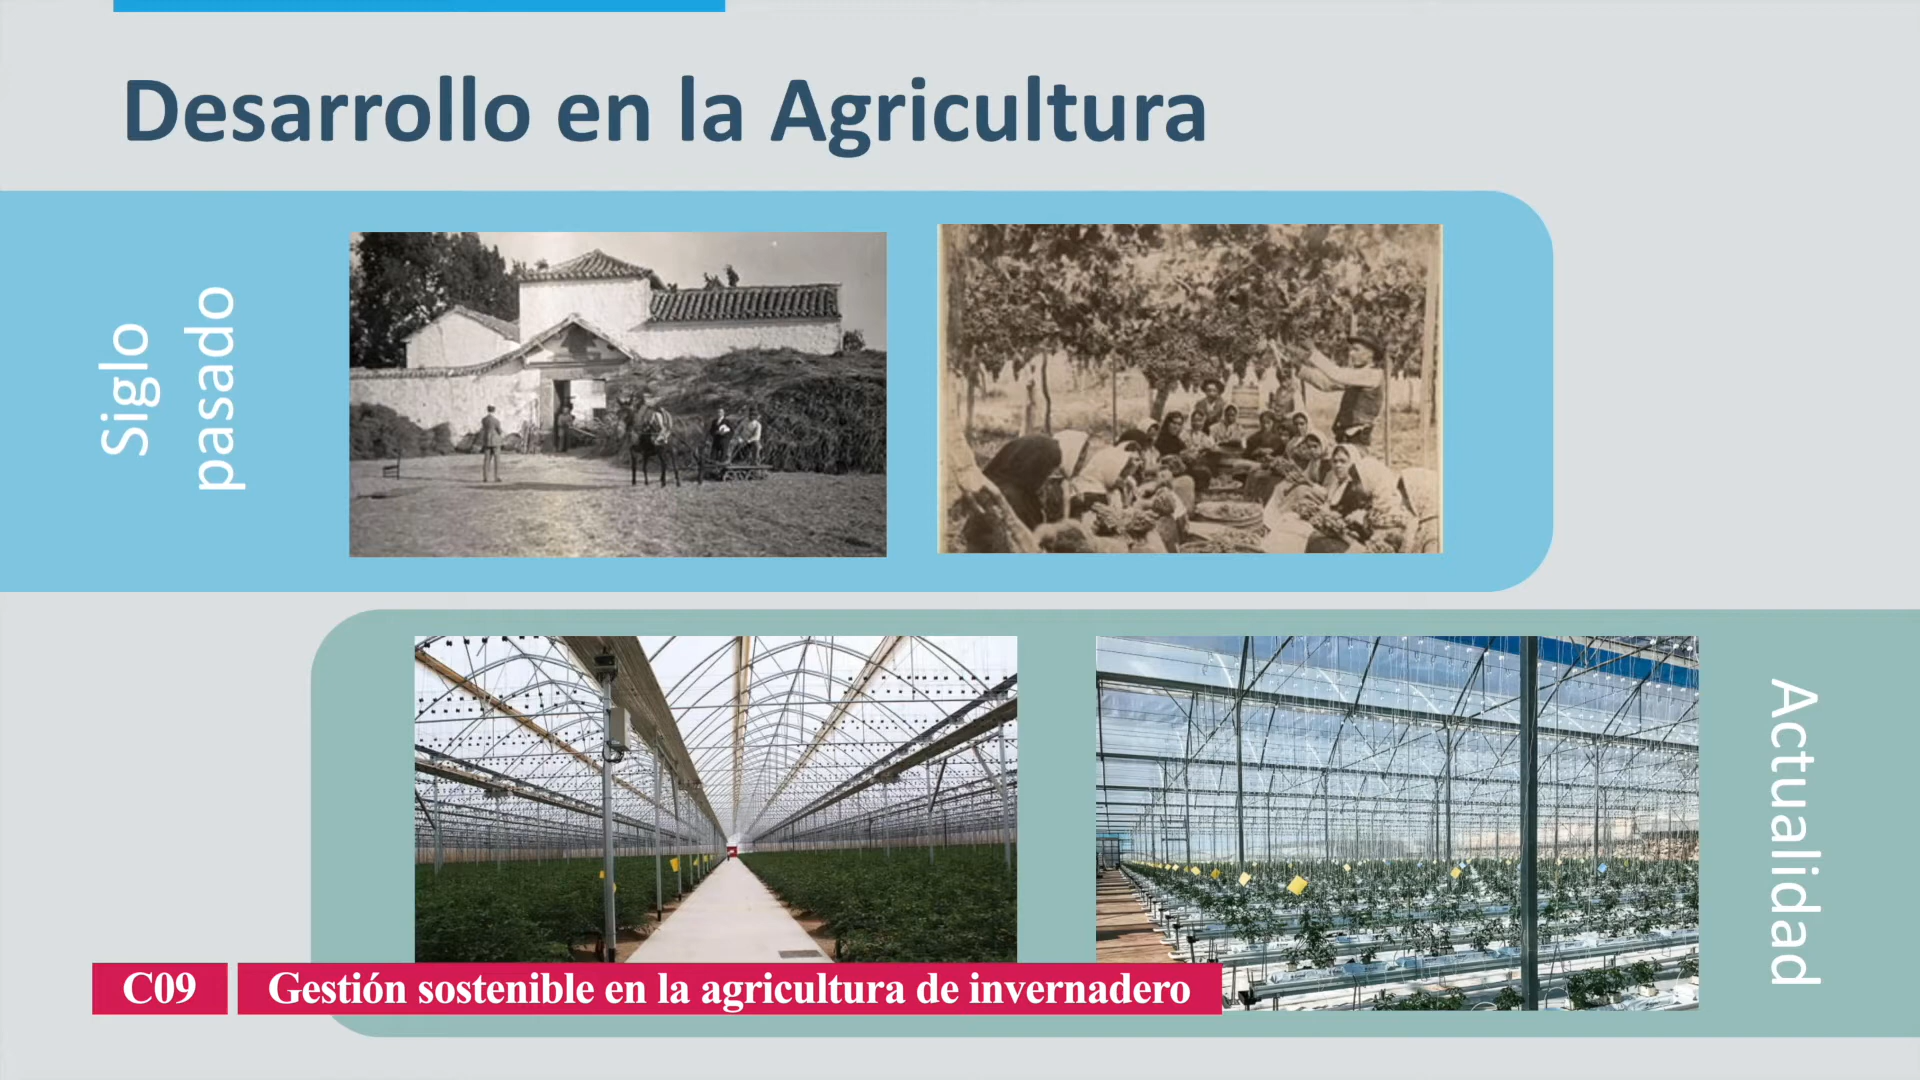 Desarrollo en la Agricultura
Siglo
pasado
Actualidad
C09
Gestión sostenible en la agricultura de invernadero